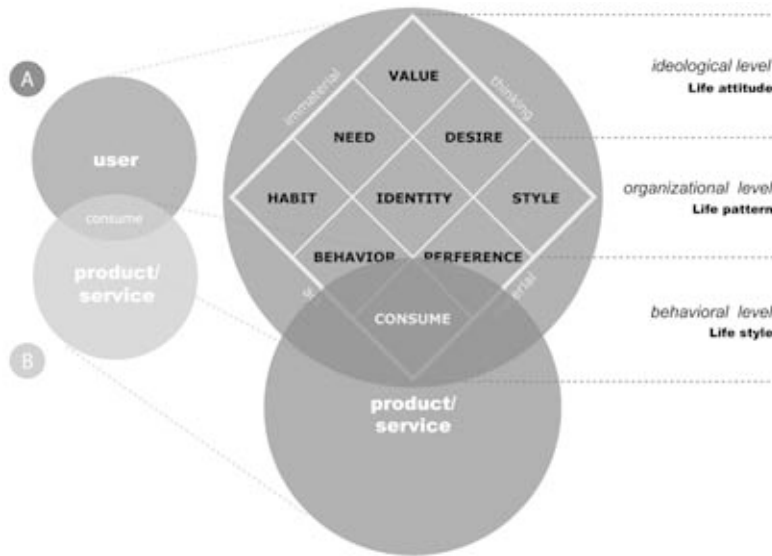 A
user
consume
product/
service
B
immaterial
thinking
VALUE
NEED
DESIRE
HABIT
IDENTITY
STYLE
BEHAVIOR
PERFERENCE
CONSUME
product/
service
ideological level
Life attitude
organizational level
Life pattern
behavioral level
Life style